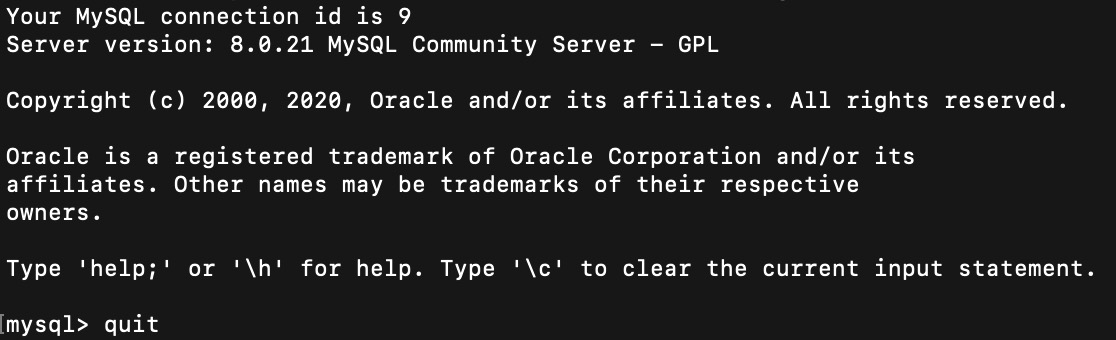 Your MySQL connection id is 9
Server version: 8.0.21 MySQL Community Server - GPL
Copyright (c) 2000, 2020, Oracle and/or its affiliates. All rights reserved.
Oracle is a registered trademark of Oracle Corporation and/or its
affiliates. Other names may be trademarks of their respective
owners.
Type 'help;' or '\h' for help. Type '\c' to clear the current input statement.
[mysql> quit